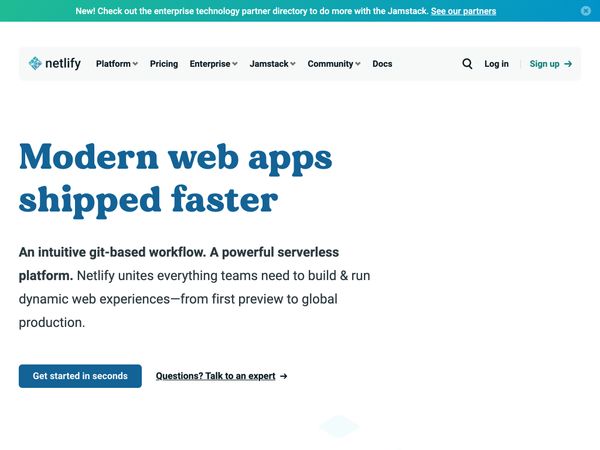 New! Check out the enterprise technology partner directory to do more with the Jamstack. See our partners
netlify Platform Pricing Enterprise Jamstack Community Docs Log in Sign up →
Modern web apps
shipped faster
An intuitive git-based workflow. A powerful serverless
platform. Netlify unites everything teams need to build & run
dynamic web experiences—from first preview to global
production.
Get started in seconds Questions? Talk to an expert →